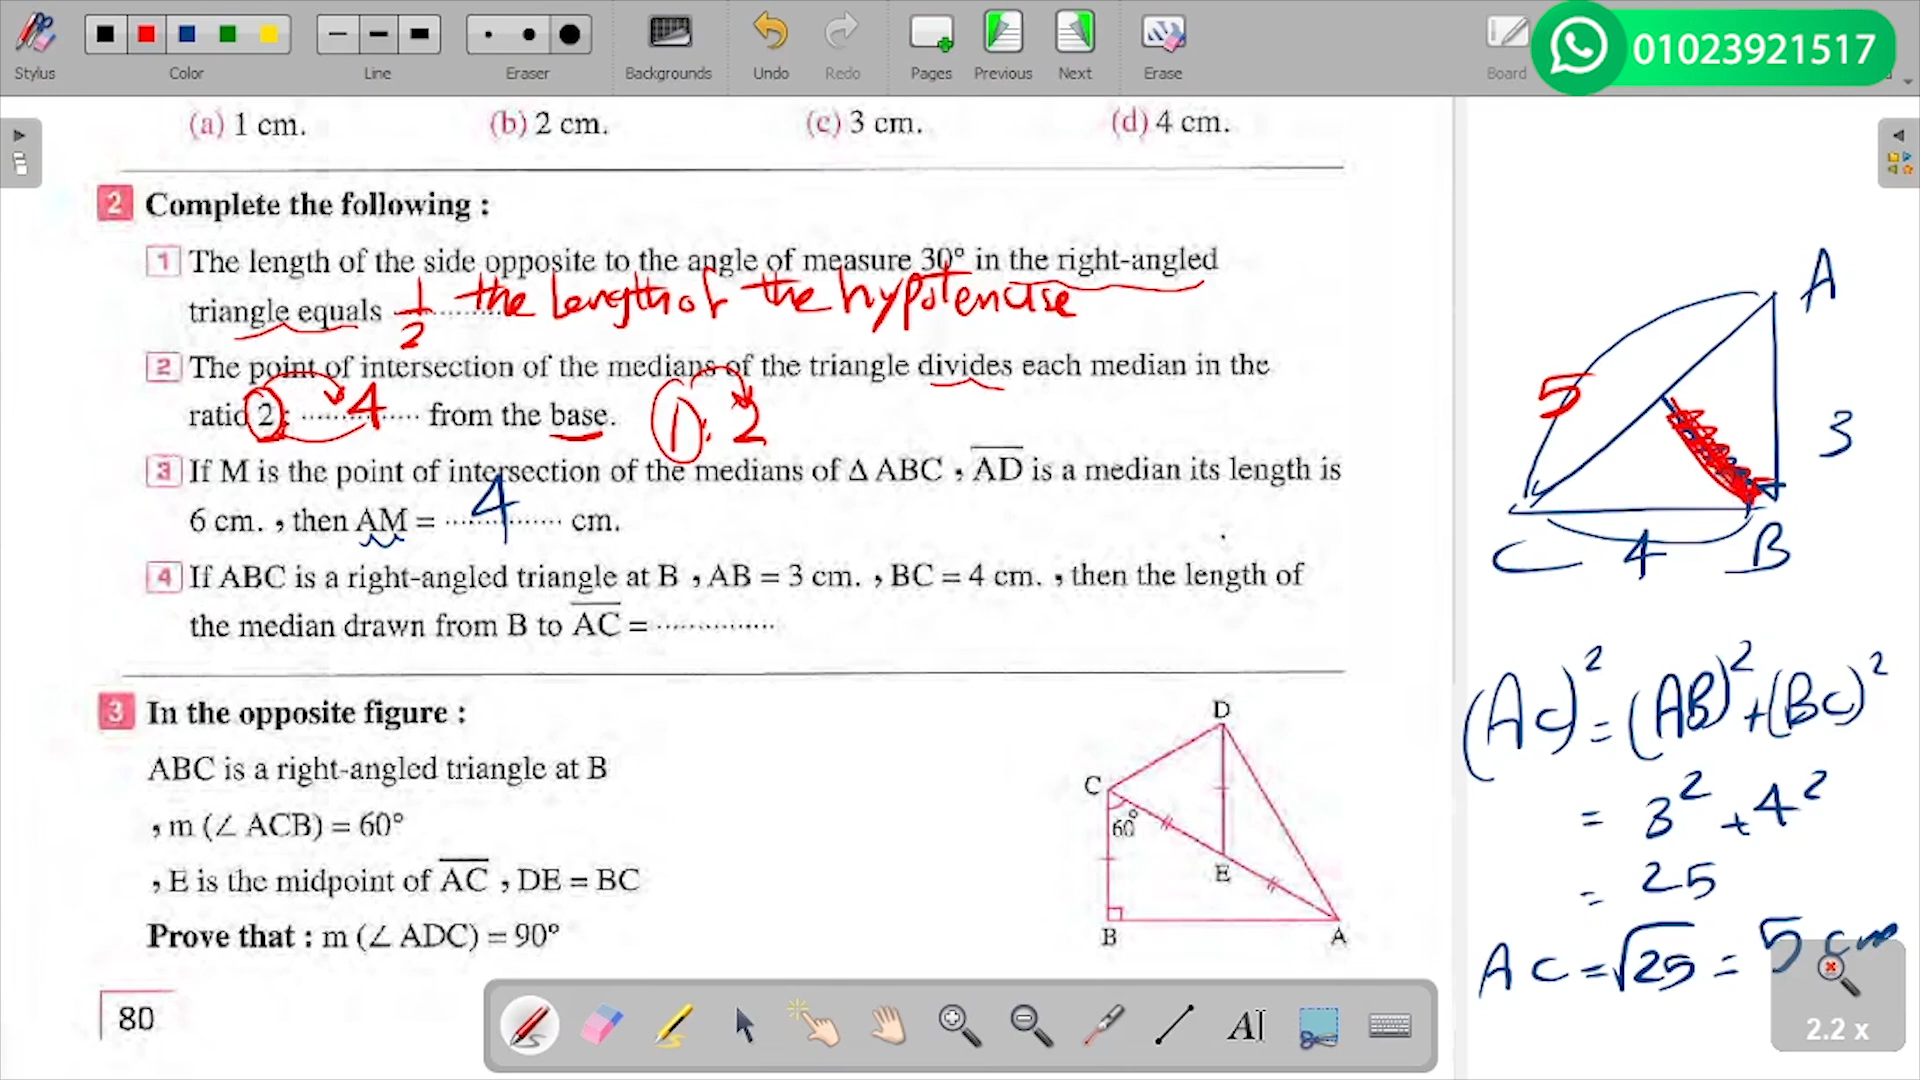 Stylus Color Line Eraser Backgrounds Undo Redo Pages Previous Next Erase Board
01023921517
(a) 1 cm. (b) 2 cm. (c) 3 cm. (d) 4 cm.
2 Complete the following :
1 The length of the side opposite to the angle of measure 30° in the right-angled
triangle equals ............ 1/2 the length of the hypotencuse
2 The point of intersection of the medians of the triangle divides each median in the
ratio 2 : ............ 4 from the base. 1 : 2
3 If M is the point of intersection of the medians of Δ ABC , AD is a median its length is
6 cm. , then AM = ............ 4 cm.
4 If ABC is a right-angled triangle at B , AB = 3 cm. , BC = 4 cm. , then the length of
the median drawn from B to AC = ............
3 In the opposite figure :
ABC is a right-angled triangle at B
, m (∠ ACB) = 60°
, E is the midpoint of AC , DE = BC
Prove that : m (∠ ADC) = 90°
D
C
60°
E
B A
80
A
5
3
C 4 B
(AC)² = (AB)² + (BC)²
= 3² + 4²
= 25
AC = √25 = 5 cm
AI
2.2 x